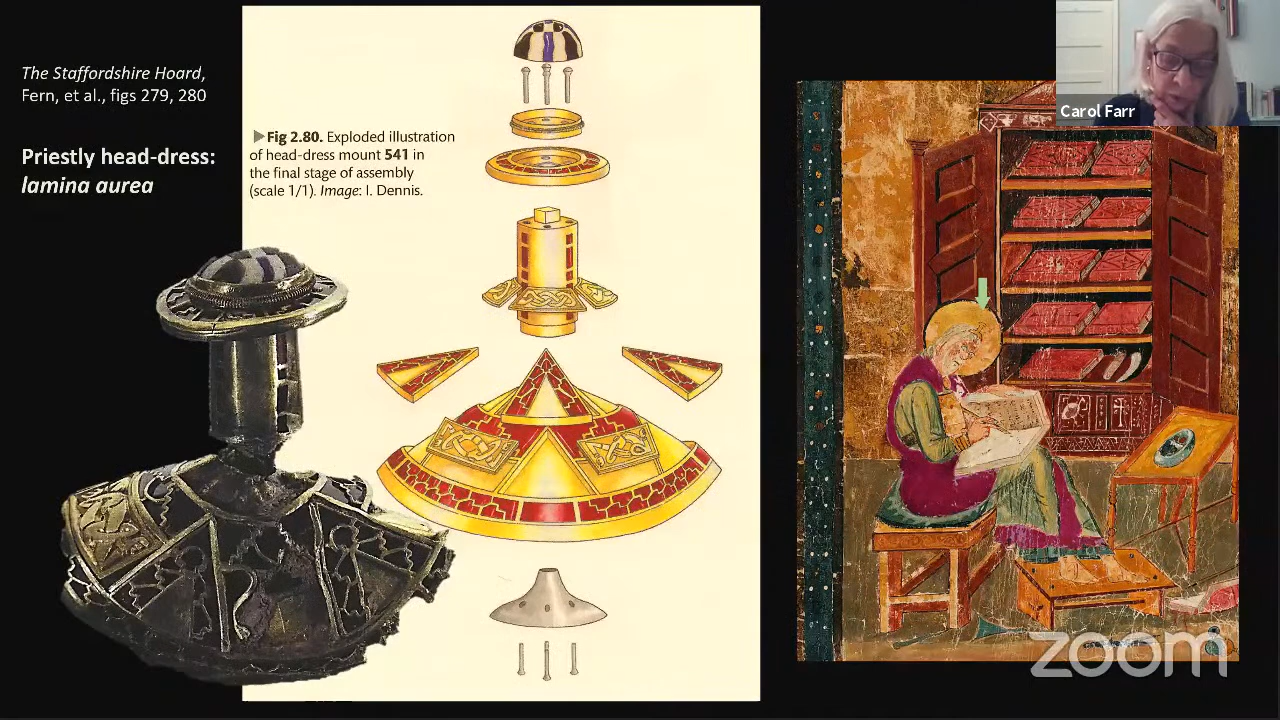 The Staffordshire Hoard,
Fern, et al., figs 279, 280
Priestly head-dress:
lamina aurea
▶Fig 2.80. Exploded illustration
of head-dress mount 541 in
the final stage of assembly
(scale 1/1). Image: I. Dennis.
Carol Farr
zoom